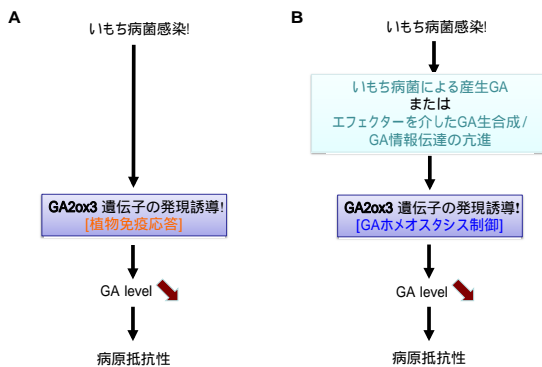 A
いもち病菌感染!
GA2ox3 遺伝子の発現誘導!
[植物免疫応答]
GA level
病原抵抗性
B
いもち病菌感染!
いもち病菌による産生GA
または
エフェクターを介したGA生合成/
GA情報伝達の亢進
GA2ox3 遺伝子の発現誘導!
[GAホメオスタシス制御]
GA level
病原抵抗性